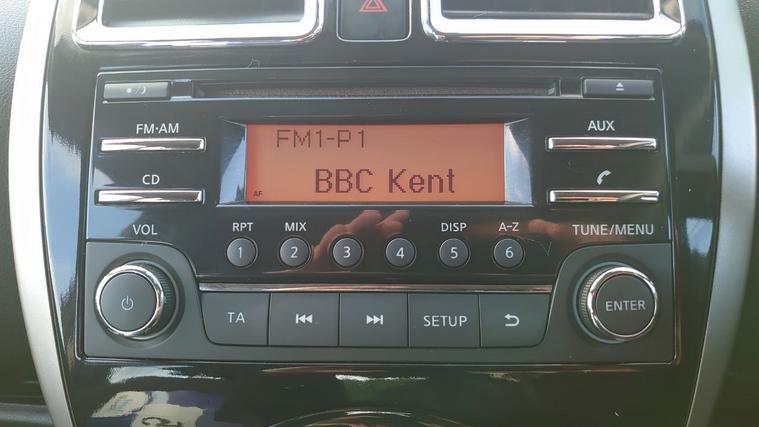 FM·AM
AUX
FM1-P1
CD
AF
BBC Kent
VOL
RPT
MIX
DISP
A-Z
TUNE/MENU
1
2
3
4
5
6
TA
SETUP
ENTER